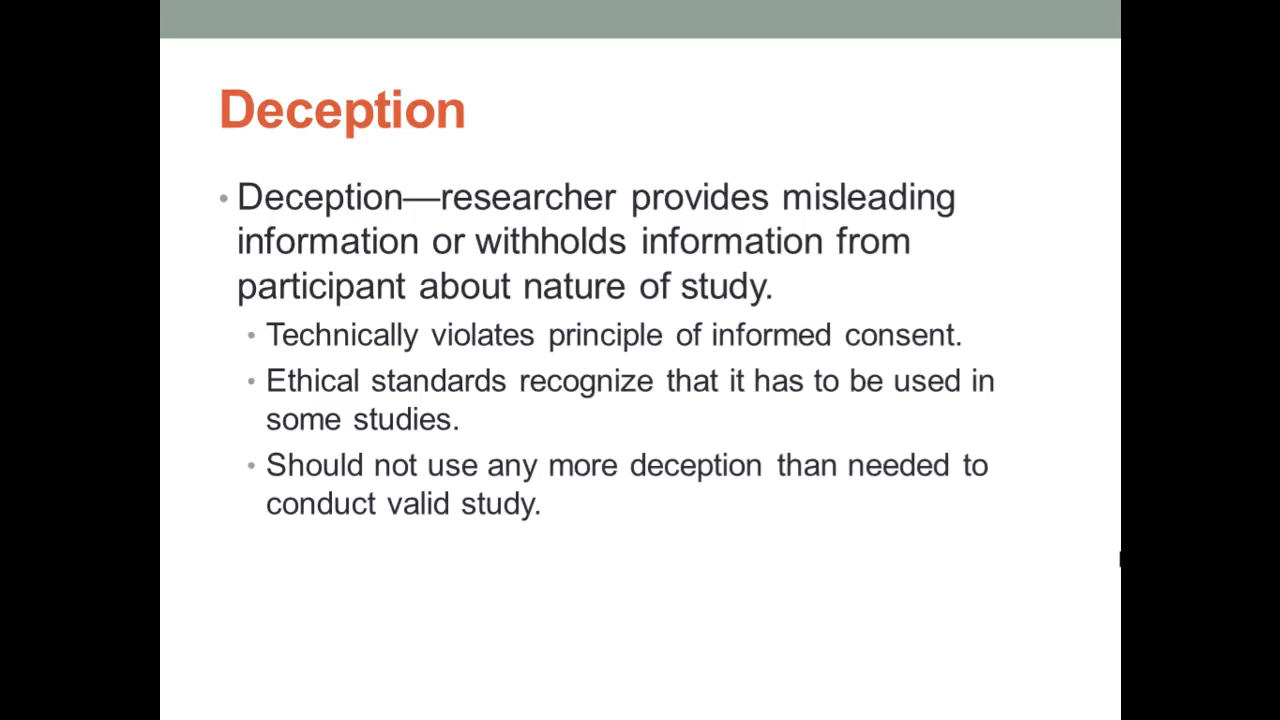 Deception
• Deception—researcher provides misleading
information or withholds information from
participant about nature of study.
• Technically violates principle of informed consent.
• Ethical standards recognize that it has to be used in
some studies.
• Should not use any more deception than needed to
conduct valid study.